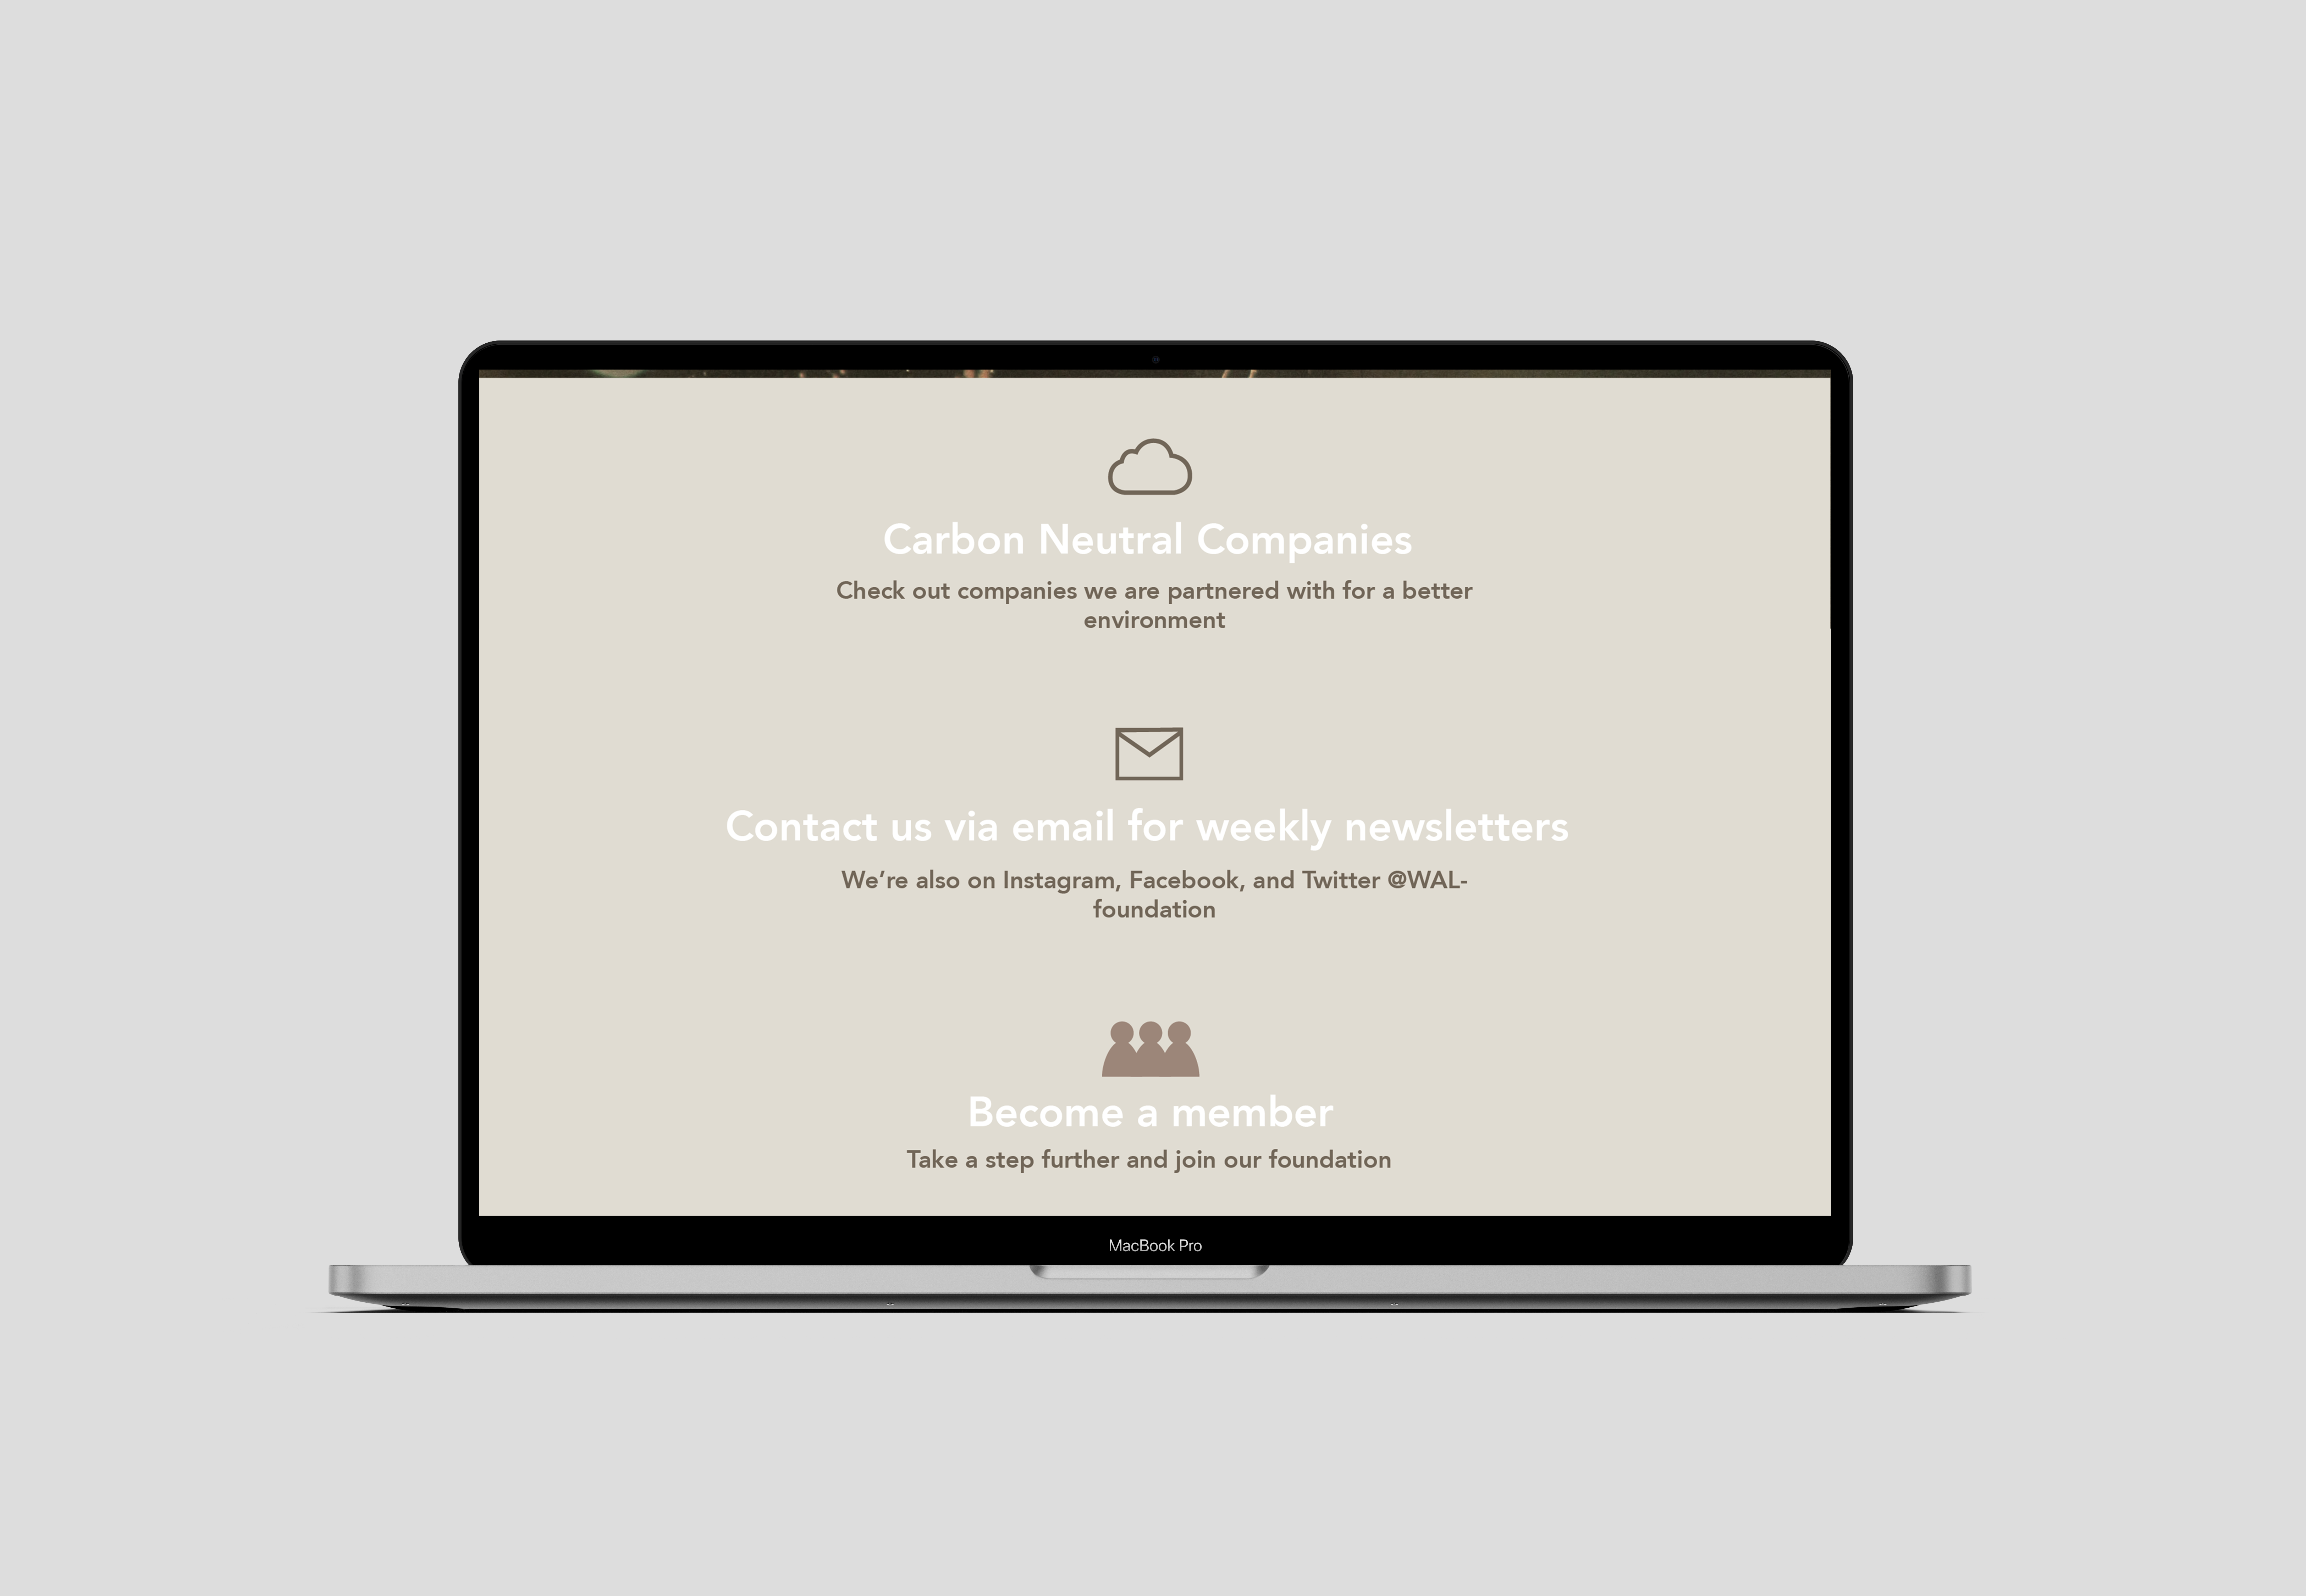 Carbon Neutral Companies
Check out companies we are partnered with for a better
environment
Contact us via email for weekly newsletters
We’re also on Instagram, Facebook, and Twitter @WAL-
foundation
Become a member
Take a step further and join our foundation
MacBook Pro